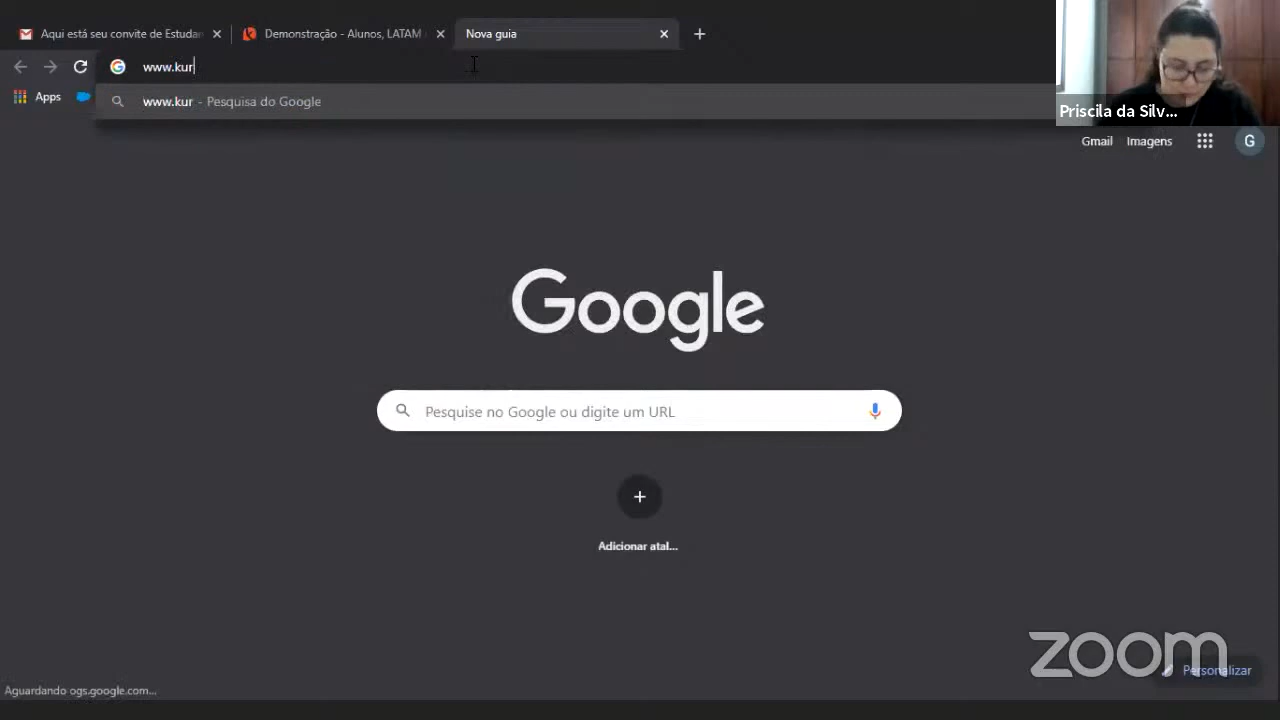 Aqui está seu convite de Estudan
Demonstração - Alunos, LATAM
Nova guia
www.kur
Apps
www.kur - Pesquisa do Google
Priscila da Silv...
Gmail
Imagens
G
Google
Pesquise no Google ou digite um URL
Adicionar atal...
zoom
Personalizar
Aguardando ogs.google.com...